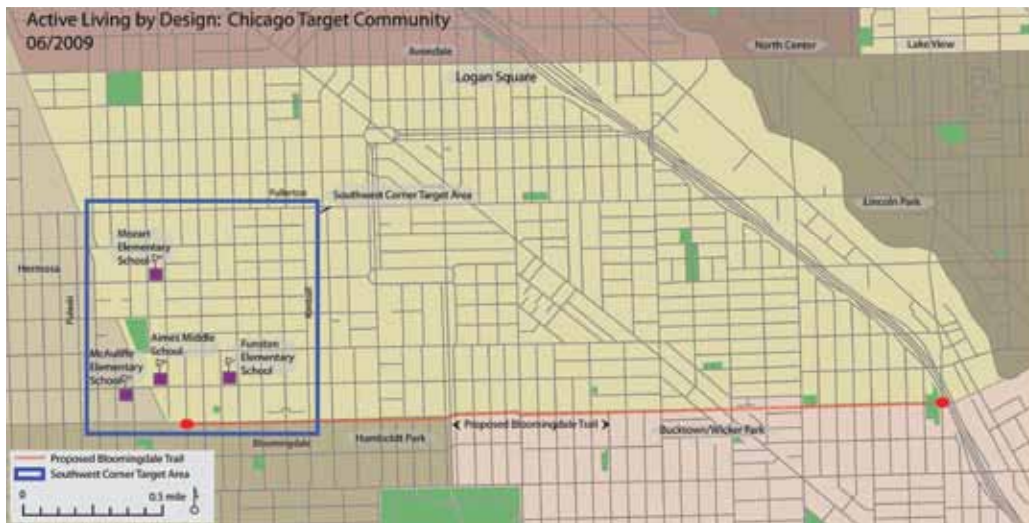 Active Living by Design: Chicago Target Community
06/2009
Avondale
North Center
Lake View
Logan Square
Fullerton
Southwest Corner Target Area
Lincoln Park
Mozart
Elementary
School
Hermosa
Pulaski
Kimball
Aimes Middle
School
Funston
Elementary
School
McAuliffe
Elementary
School
Bloomingdale
Humboldt Park
Proposed Bloomingdale Trail
Bucktown/Wicker Park
Proposed Bloomingdale Trail
Southwest Corner Target Area
0
0.5 mile